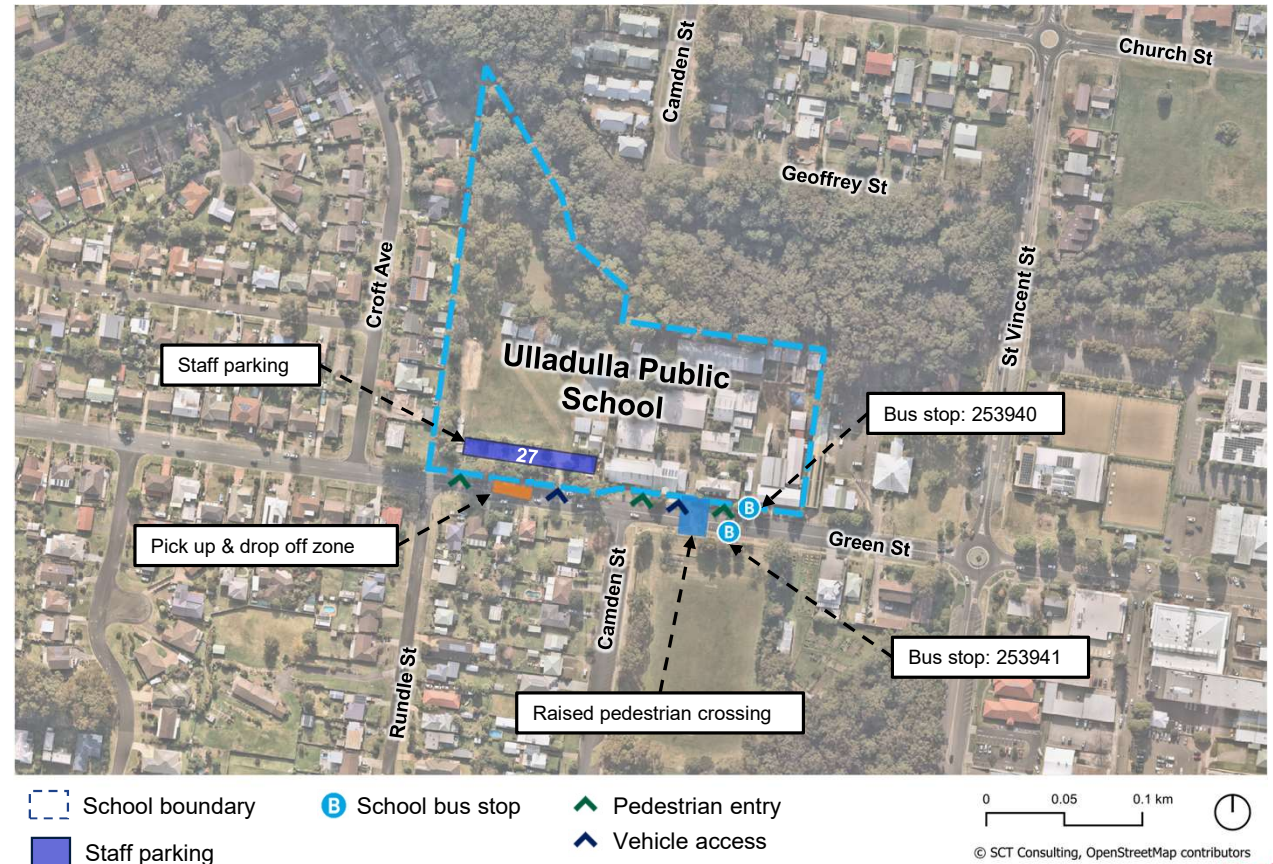 Church St
Camden St
Geoffrey St
Croft Ave
St Vincent St
Ulladulla Public
School
Staff parking
Bus stop: 253940
27
B
B
Pick up & drop off zone
Green St
Camden St
Rundle St
Bus stop: 253941
Raised pedestrian crossing
School boundary
B School bus stop
Pedestrian entry
Vehicle access
Staff parking
0 0.05 0.1 km
© SCT Consulting, OpenStreetMap contributors